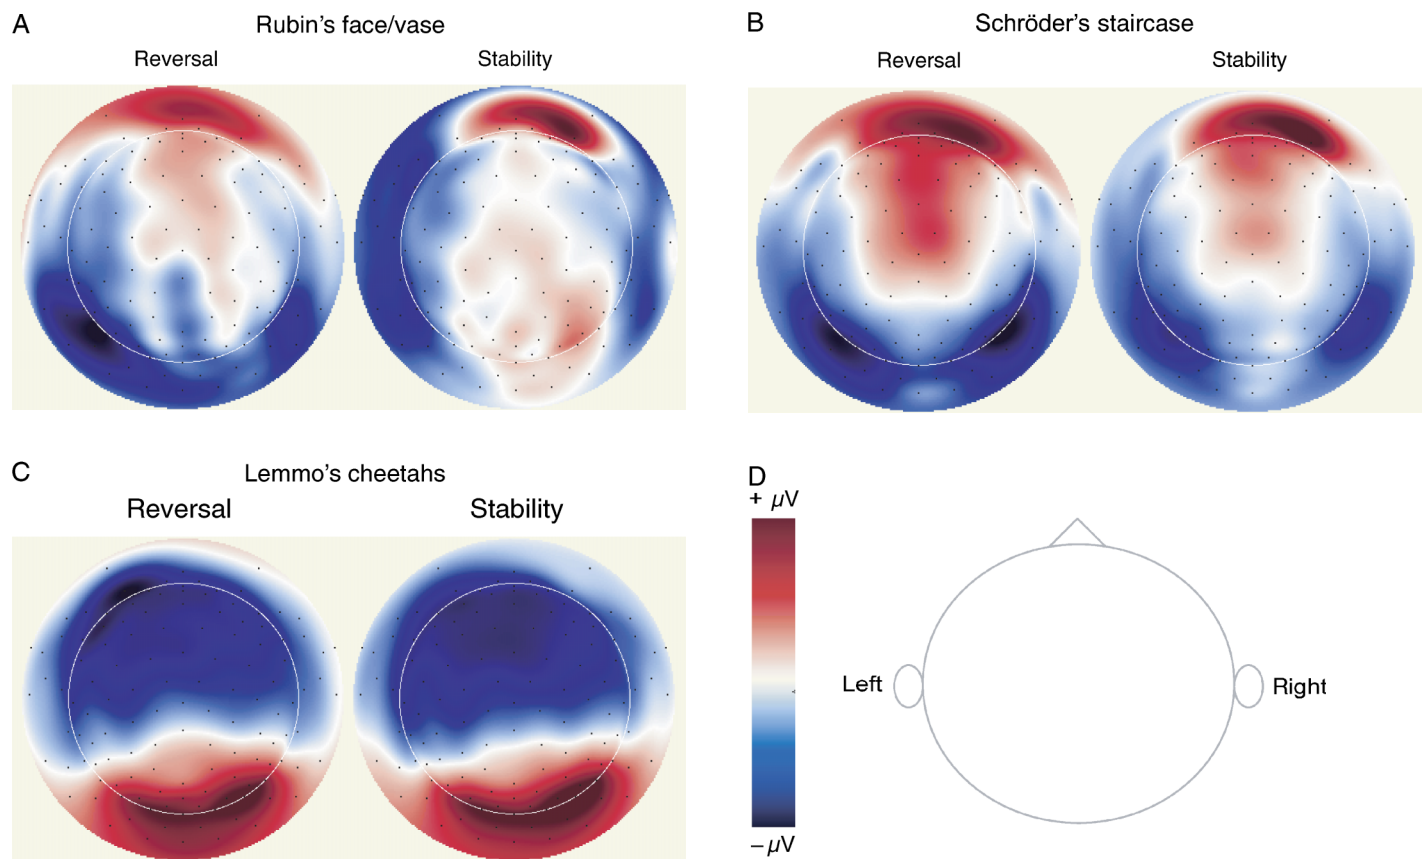 A
Rubin’s face/vase
Reversal
Stability
B
Schröder’s staircase
Reversal
Stability
C
Lemmo’s cheetahs
Reversal
Stability
D
+ µV
– µV
Left
Right